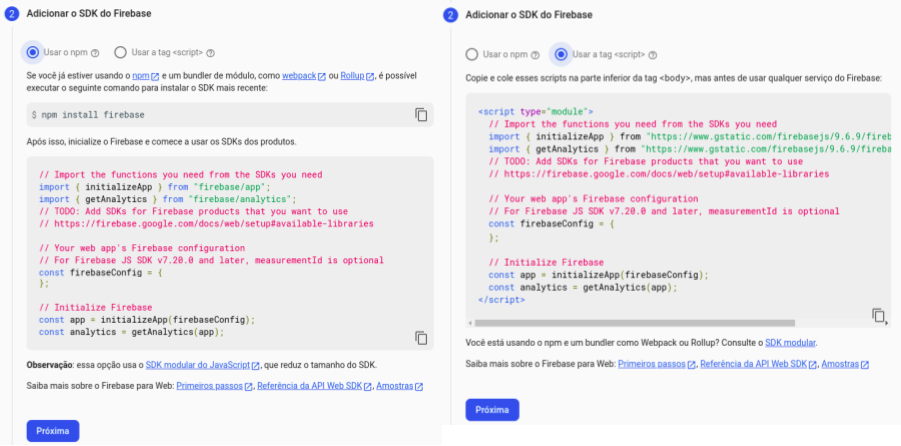 2 Adicionar o SDK do Firebase
Usar o npm Usar a tag <script>
Se você já estiver usando o npm e um bundler de módulo, como webpack ou Rollup, é possível
executar o seguinte comando para instalar o SDK mais recente:
$ npm install firebase
Após isso, inicialize o Firebase e comece a usar os SDKs dos produtos.
// Import the functions you need from the SDKs you need
import { initializeApp } from "firebase/app";
import { getAnalytics } from "firebase/analytics";
// TODO: Add SDKs for Firebase products that you want to use
// https://firebase.google.com/docs/web/setup#available-libraries
// Your web app's Firebase configuration
// For Firebase JS SDK v7.20.0 and later, measurementId is optional
const firebaseConfig = {
};
// Initialize Firebase
const app = initializeApp(firebaseConfig);
const analytics = getAnalytics(app);
Observação: essa opção usa o SDK modular do JavaScript, que reduz o tamanho do SDK.
Saiba mais sobre o Firebase para Web: Primeiros passos, Referência da API Web SDK, Amostras
Próxima
2 Adicionar o SDK do Firebase
Usar o npm Usar a tag <script>
Copie e cole esses scripts na parte inferior da tag <body>, mas antes de usar qualquer serviço do Firebase:
<script type="module">
// Import the functions you need from the SDKs you need
import { initializeApp } from "https://www.gstatic.com/firebasejs/9.6.9/fireb
import { getAnalytics } from "https://www.gstatic.com/firebasejs/9.6.9/fireba
// TODO: Add SDKs for Firebase products that you want to use
// https://firebase.google.com/docs/web/setup#available-libraries
// Your web app's Firebase configuration
// For Firebase JS SDK v7.20.0 and later, measurementId is optional
const firebaseConfig = {
};
// Initialize Firebase
const app = initializeApp(firebaseConfig);
const analytics = getAnalytics(app);
</script>
Você está usando o npm e um bundler como Webpack ou Rollup? Consulte o SDK modular.
Saiba mais sobre o Firebase para Web: Primeiros passos, Referência da API Web SDK, Amostras
Próxima